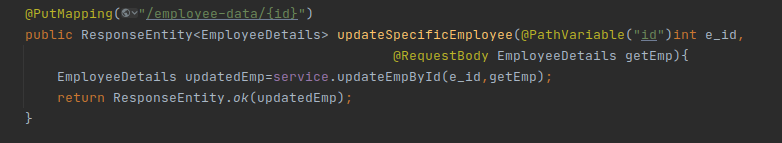 @PutMapping("/employee-data/{id}")
public ResponseEntity<EmployeeDetails> updateSpecificEmployee(@PathVariable("id")int e_id,
@RequestBody EmployeeDetails getEmp){
EmployeeDetails updatedEmp=service.updateEmpById(e_id,getEmp);
return ResponseEntity.ok(updatedEmp);
}